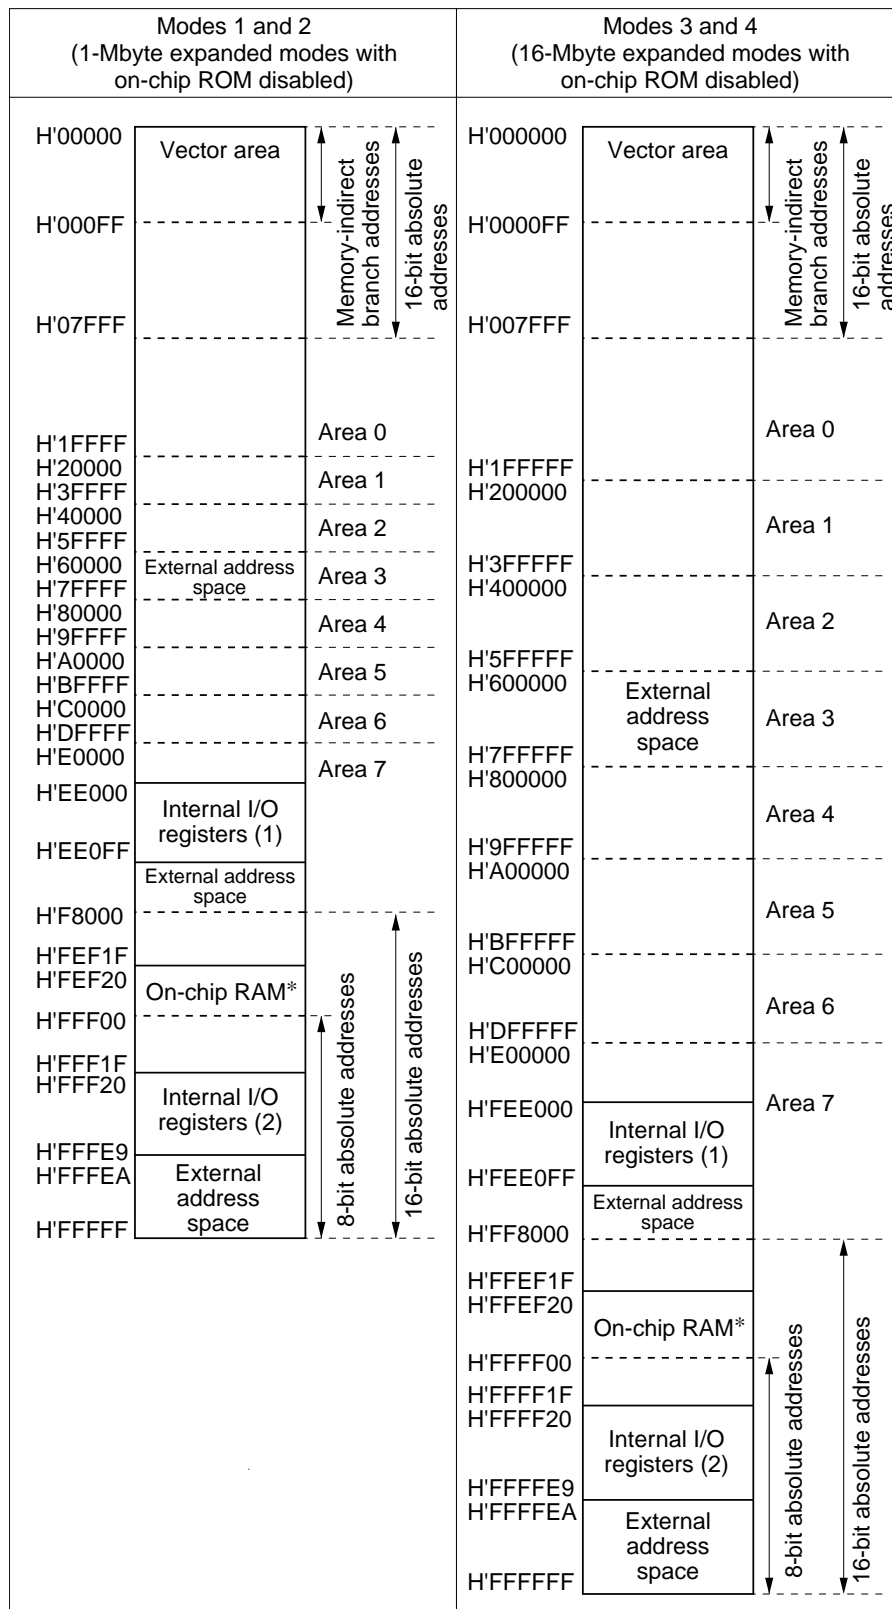 Modes 1 and 2
(1-Mbyte expanded modes with
on-chip ROM disabled)
H'00000
Vector area
H'000FF
H'07FFF
Memory-indirect
branch addresses
16-bit absolute
addresses
Area 0
H'1FFFF
H'20000
Area 1
H'3FFFF
H'40000
Area 2
H'5FFFF
H'60000
External address
space
Area 3
H'7FFFF
H'80000
Area 4
H'9FFFF
H'A0000
Area 5
H'BFFFF
H'C0000
Area 6
H'DFFFF
H'E0000
Area 7
H'EE000
Internal I/O
registers (1)
H'EE0FF
External address
space
H'F8000
H'FEF1F
H'FEF20
On-chip RAM*
H'FFF00
H'FFF1F
H'FFF20
Internal I/O
registers (2)
H'FFFE9
H'FFFEA
External
address
space
H'FFFFF
8-bit absolute addresses
16-bit absolute addresses
Modes 3 and 4
(16-Mbyte expanded modes with
on-chip ROM disabled)
H'000000
Vector area
H'0000FF
H'007FFF
Memory-indirect
branch addresses
16-bit absolute
addresses
Area 0
H'1FFFFF
H'200000
Area 1
H'3FFFFF
H'400000
Area 2
H'5FFFFF
H'600000
External
address
space
Area 3
H'7FFFFF
H'800000
Area 4
H'9FFFFF
H'A00000
Area 5
H'BFFFFF
H'C00000
Area 6
H'DFFFFF
H'E00000
Area 7
H'FEE000
Internal I/O
registers (1)
H'FEE0FF
External address
space
H'FF8000
H'FFEF1F
H'FFEF20
On-chip RAM*
H'FFFF00
H'FFFF1F
H'FFFF20
Internal I/O
registers (2)
H'FFFFE9
H'FFFFEA
External
address
space
H'FFFFFF
8-bit absolute addresses
16-bit absolute addresses